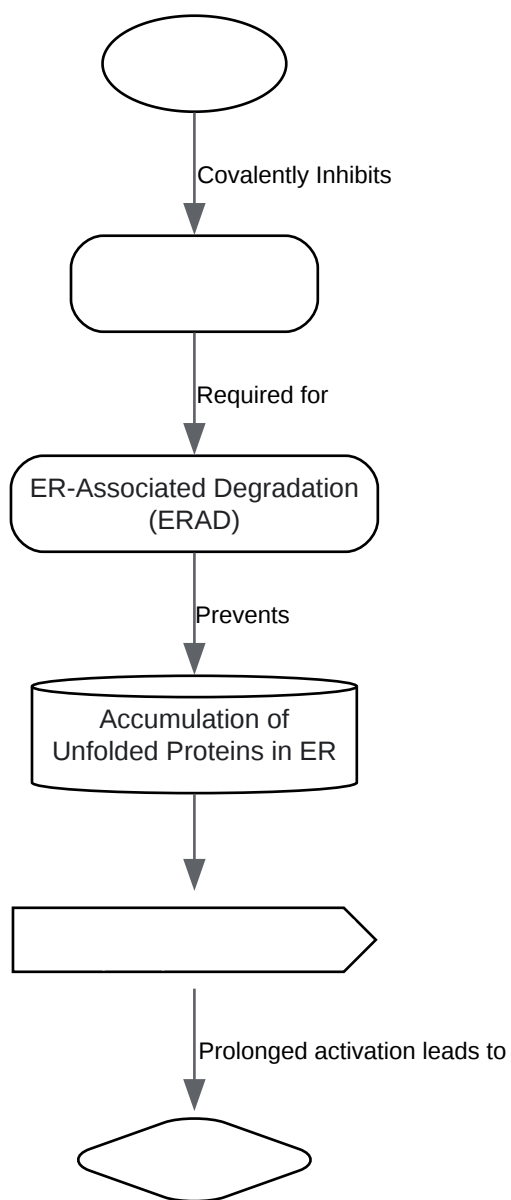 Covalently Inhibits
Required for
ER-Associated Degradation
(ERAD)
Prevents
Accumulation of
Unfolded Proteins in ER
Prolonged activation leads to